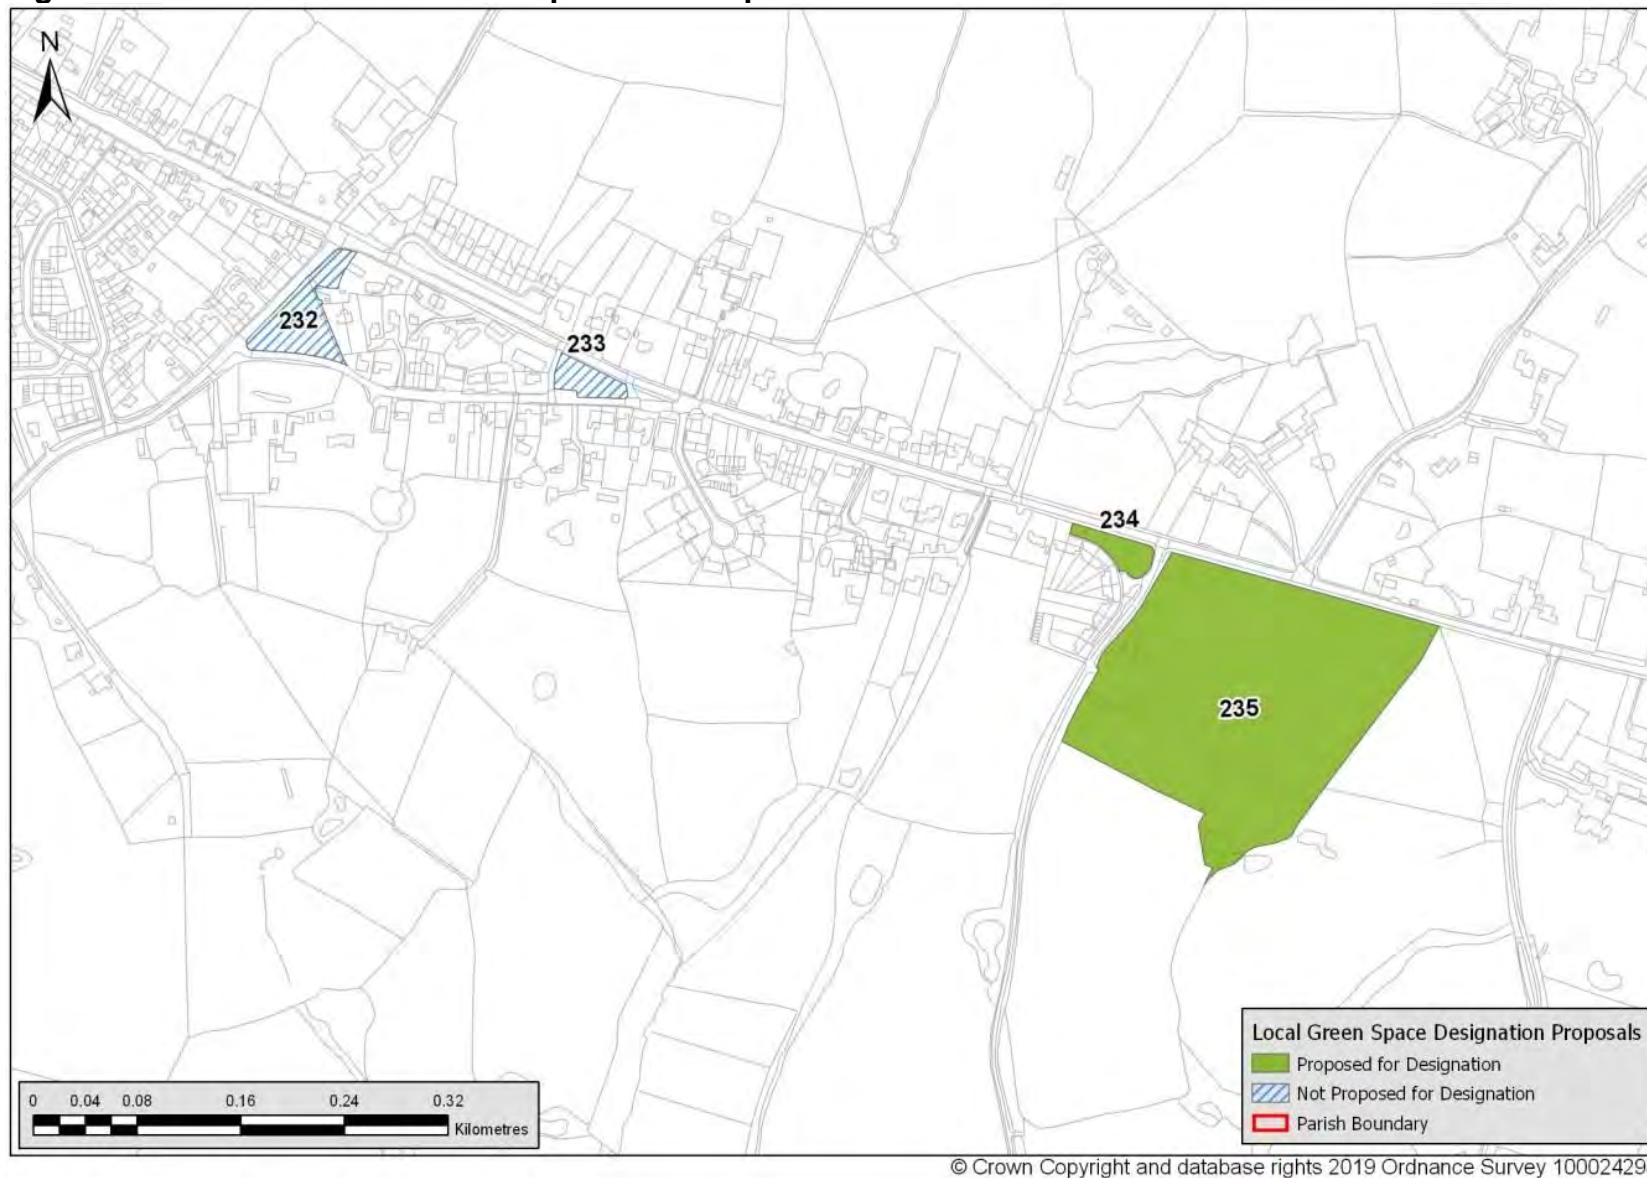 N
232
233
234
235
Local Green Space Designation Proposals
Proposed for Designation
Not Proposed for Designation
Parish Boundary
0 0.04 0.08 0.16 0.24 0.32
Kilometres
© Crown Copyright and database rights 2019 Ordnance Survey 10002429